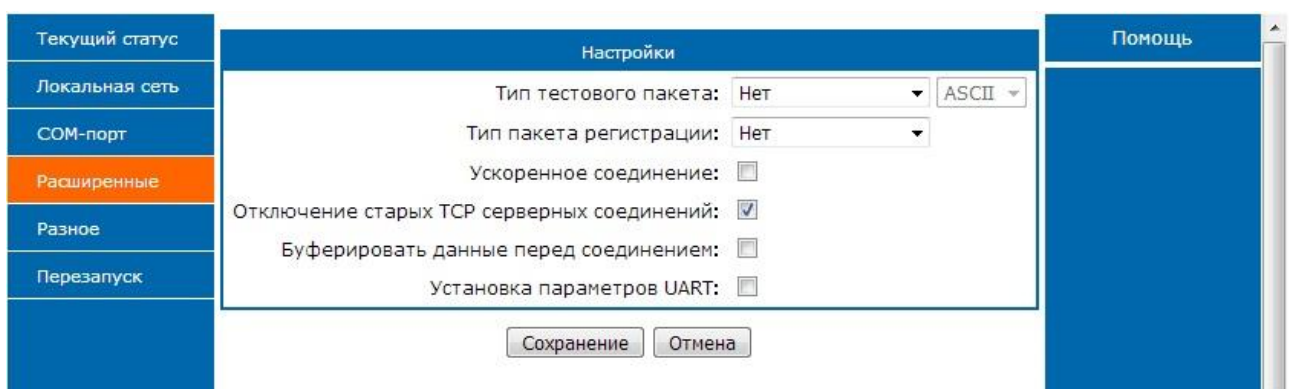 Текущий статус
Локальная сеть
COM-порт
Расширенные
Разное
Перезапуск
Настройки
Тип тестового пакета: Нет ASCII
Тип пакета регистрации: Нет
Ускоренное соединение:
Отключение старых TCP серверных соединений:
Буферировать данные перед соединением:
Установка параметров UART:
Сохранение Отмена
Помощь